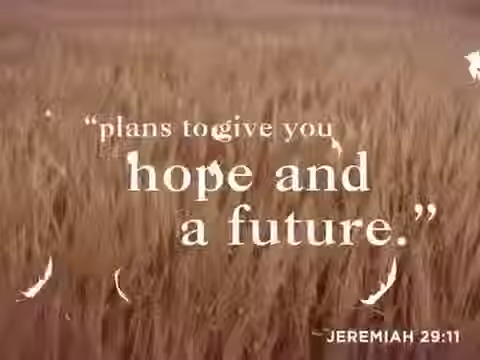 “plans to give you
hope and
a future.”
JEREMIAH 29:11